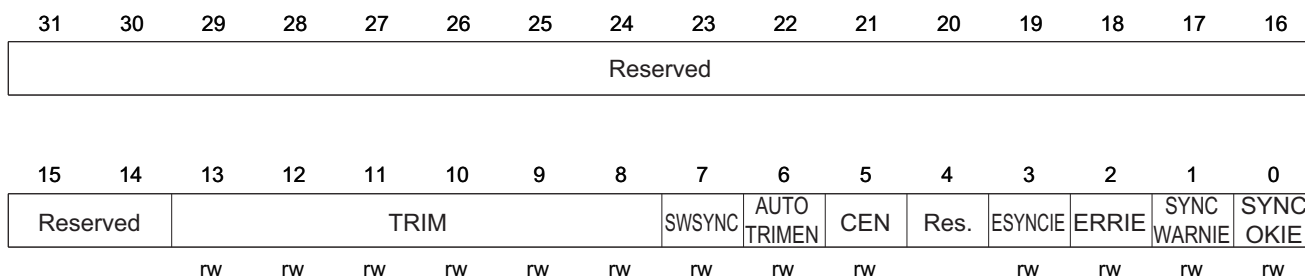 31 30 29 28 27 26 25 24 23 22 21 20 19 18 17 16
Reserved
15 14 13 12 11 10 9 8 7 6 5 4 3 2 1 0
Reserved TRIM SWSYNC AUTO TRIMEN CEN Res. ESYNCIE ERRIE SYNC WARNIE SYNC OKIE
rw rw rw rw rw rw rw rw rw rw rw rw rw